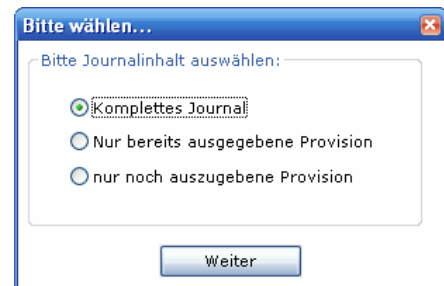 Bitte wählen...
Bitte Journalinhalt auswählen:
Komplettes Journal
Nur bereits ausgegebene Provision
nur noch auszugebene Provision
Weiter